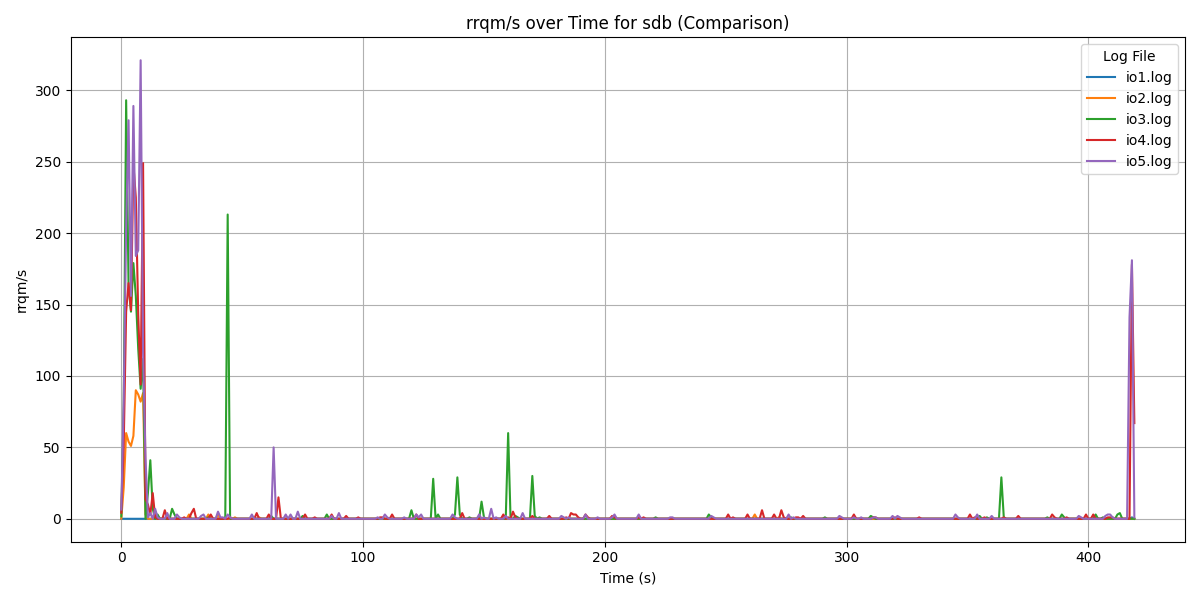 rrqm/s over Time for sdb (Comparison)
rrqm/s
300
250
200
150
100
50
0
0 100 200 300 400
Time (s)
Log File
io1.log
io2.log
io3.log
io4.log
io5.log